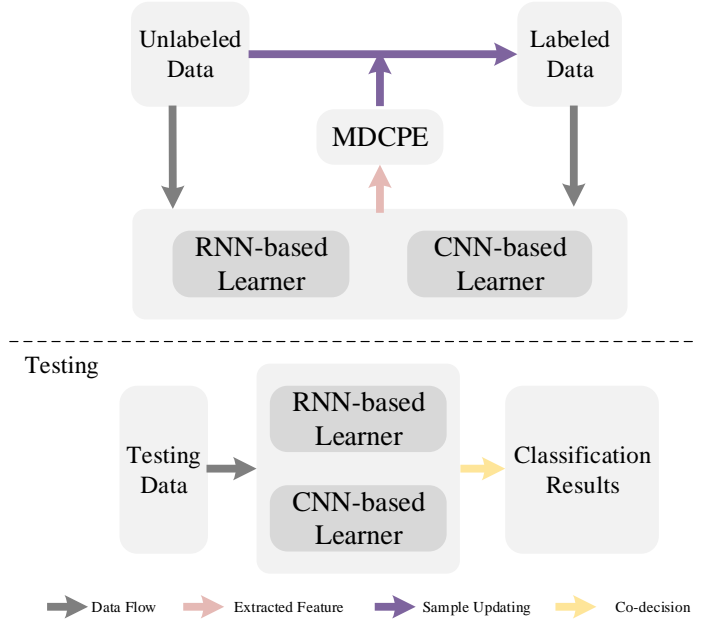 Unlabeled
Data
Labeled
Data
MDCPE
RNN-based
Learner
CNN-based
Learner
Testing
Testing
Data
RNN-based
Learner
CNN-based
Learner
Classification
Results
Data Flow
Extracted Feature
Sample Updating
Co-decision